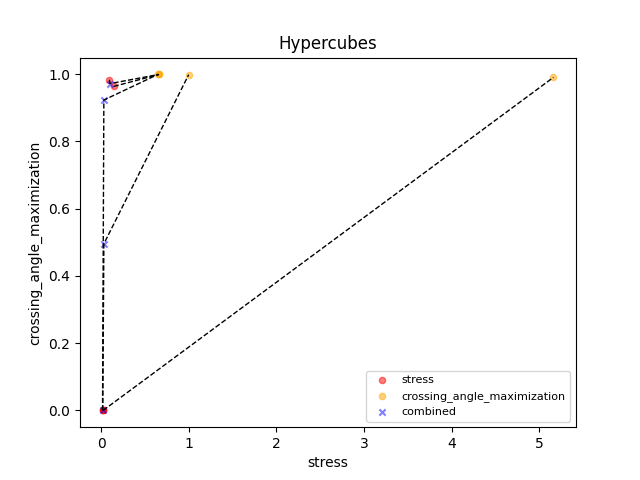 Hypercubes
crossing_angle_maximization
1.0
0.8
0.6
0.4
0.2
0.0
0
1
2
3
4
5
stress
stress
crossing_angle_maximization
combined